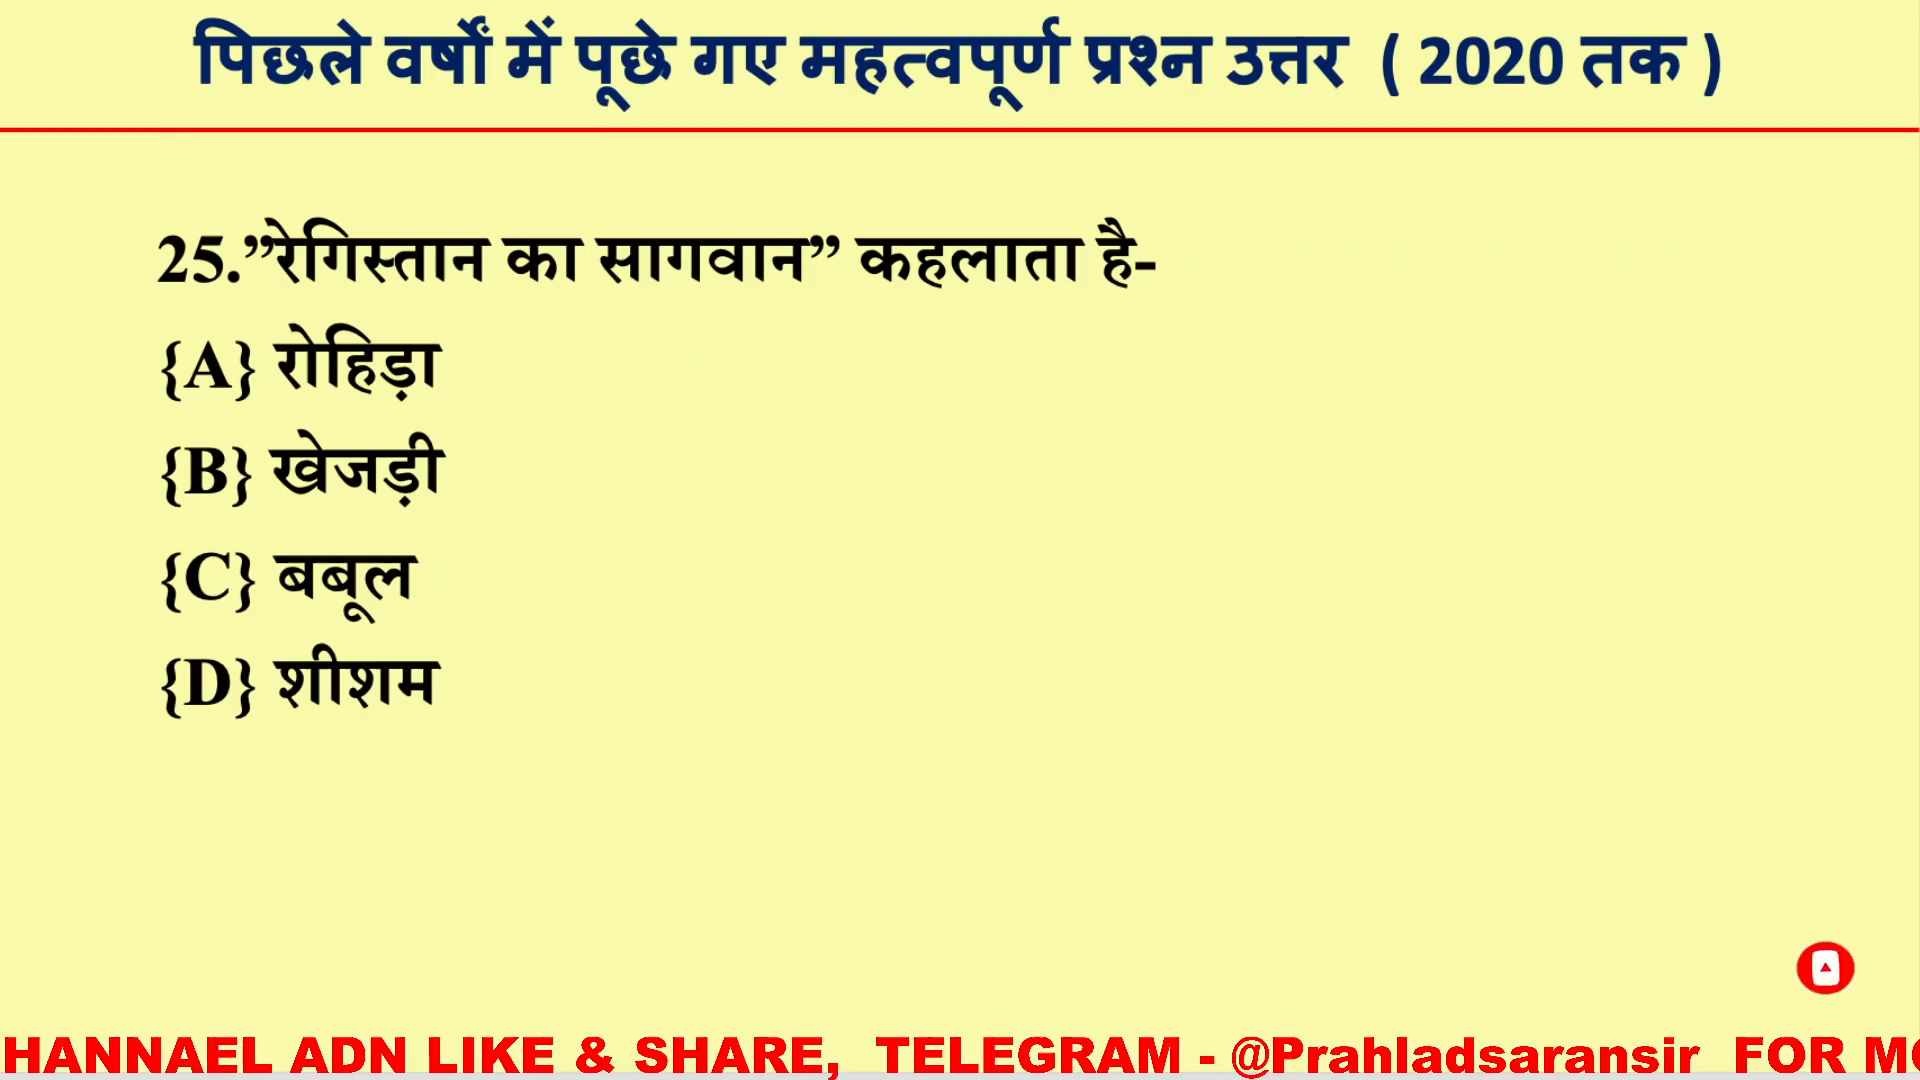 पिछले वर्षों में पूछे गए महत्वपूर्ण प्रश्न उत्तर ( 2020 तक )
25.”रेगिस्तान का सागवान” कहलाता है-
{A} रोहिड़ा
{B} खेजड़ी
{C} बबूल
{D} शीशम
HANNAEL ADN LIKE & SHARE, TELEGRAM - @Prahladsaransir FOR